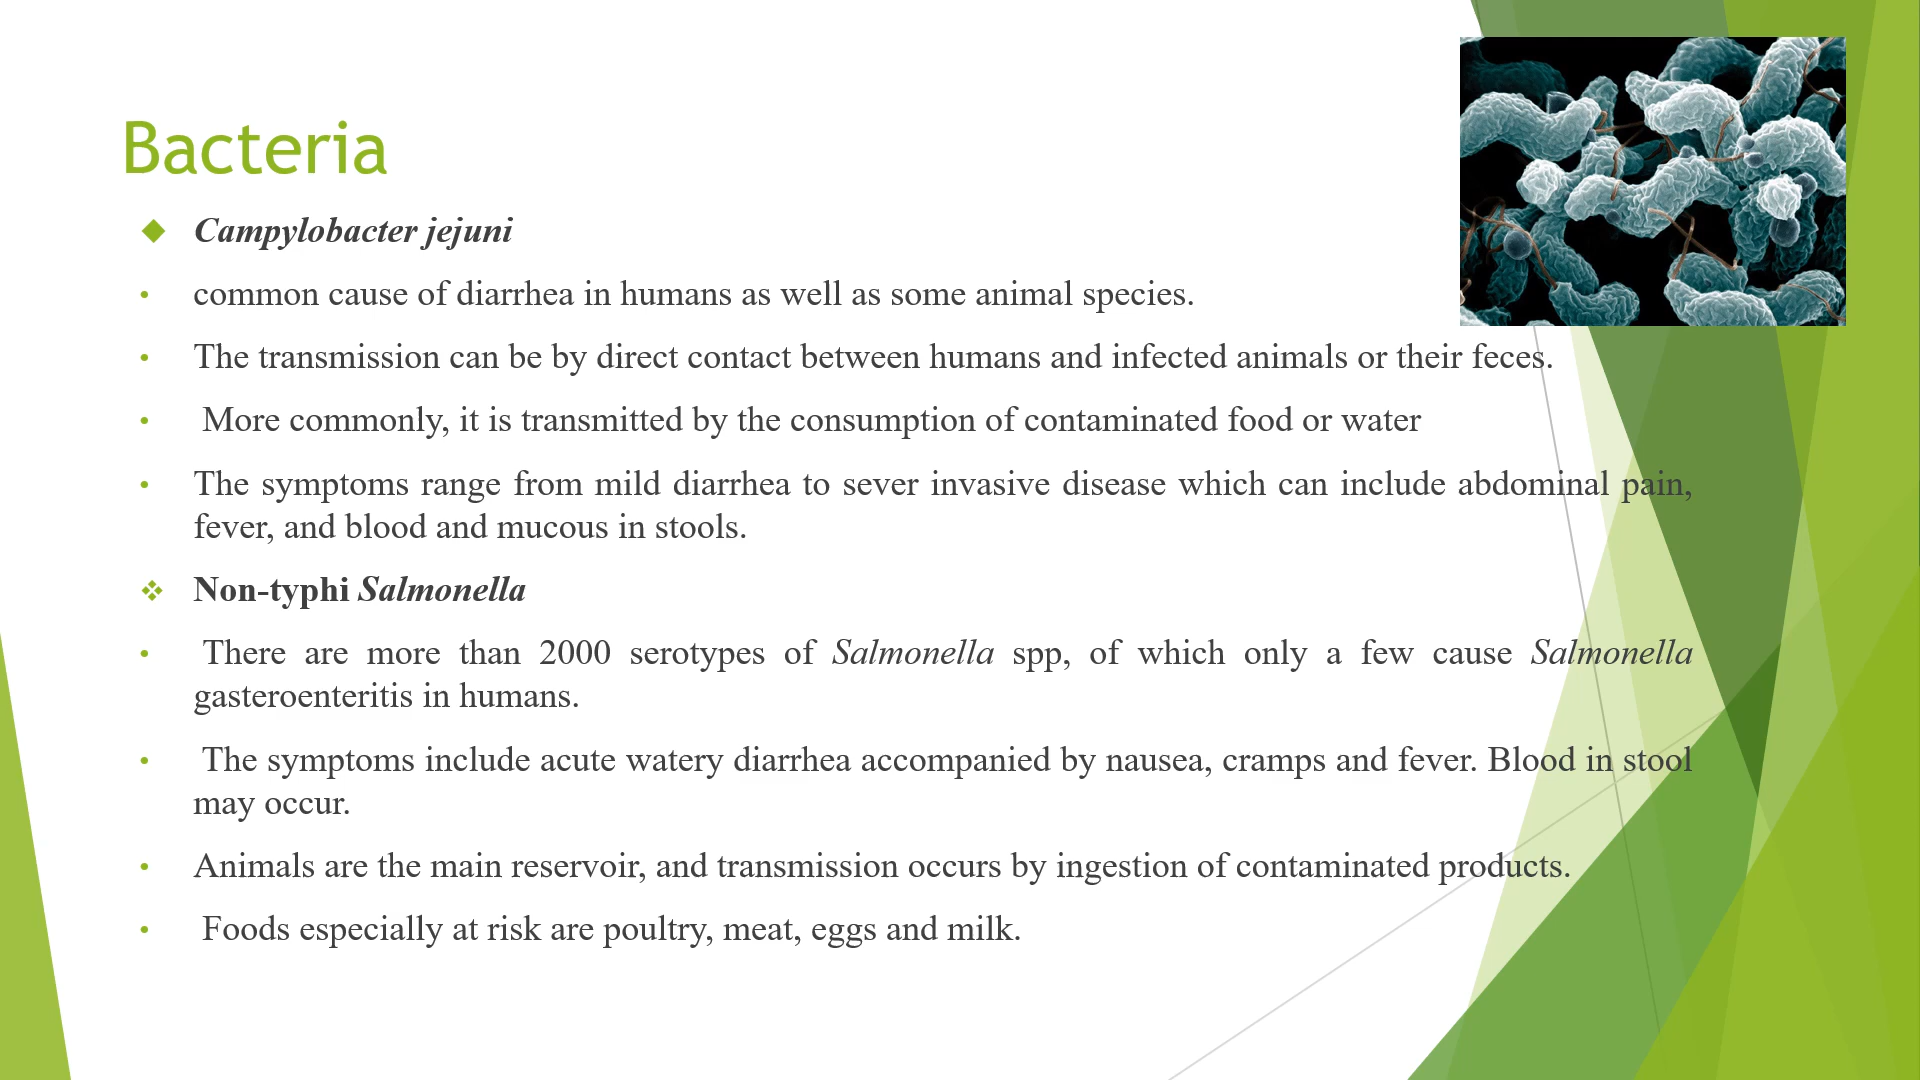 Bacteria
Campylobacter jejuni
common cause of diarrhea in humans as well as some animal species.
The transmission can be by direct contact between humans and infected animals or their feces.
More commonly, it is transmitted by the consumption of contaminated food or water
The symptoms range from mild diarrhea to sever invasive disease which can include abdominal pain,
fever, and blood and mucous in stools.
Non-typhi Salmonella
There are more than 2000 serotypes of Salmonella spp, of which only a few cause Salmonella
gasteroenteritis in humans.
The symptoms include acute watery diarrhea accompanied by nausea, cramps and fever. Blood in stool
may occur.
Animals are the main reservoir, and transmission occurs by ingestion of contaminated products.
Foods especially at risk are poultry, meat, eggs and milk.